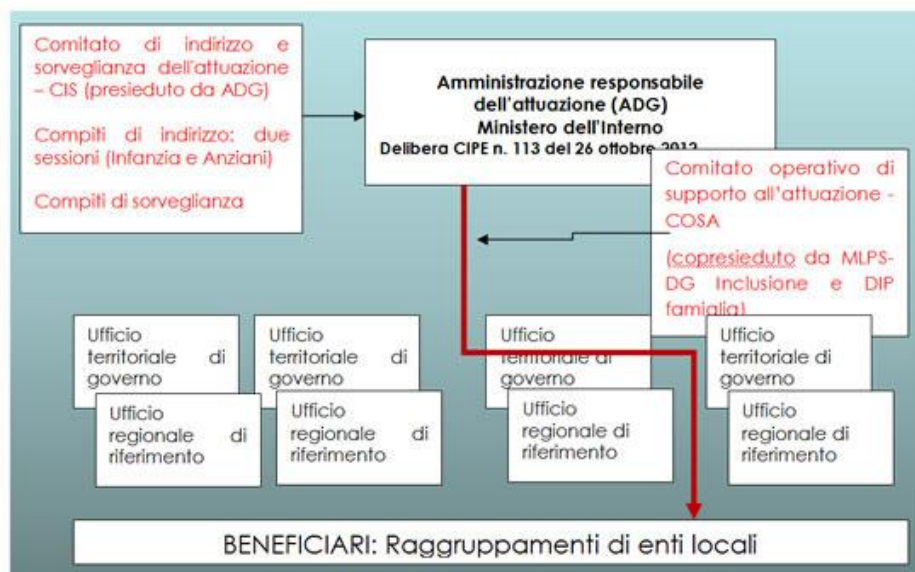 Comitato di indirizzo e
sorveglianza dell'attuazione
– CIS (presieduto da ADG)
Compiti di indirizzo: due
sessioni (Infanzia e Anziani)
Compiti di sorveglianza
Amministrazione responsabile
dell'attuazione (ADG)
Ministero dell'Interno
Delibera CIPE n. 113 del 26 ottobre
Comitato operativo di
supporto all'attuazione -
COSA
(copresieduto da MLPS-
DG Inclusione e DIP
famiglia)
Ufficio
territoriale di
governo
Ufficio
regionale di
riferimento
Ufficio
territoriale di
governo
Ufficio
regionale di
riferimento
Ufficio
territoriale di
governo
Ufficio
regionale di
riferimento
Ufficio
territoriale di
governo
Ufficio
regionale di
riferimento
BENEFICIARI: Raggruppamenti di enti locali